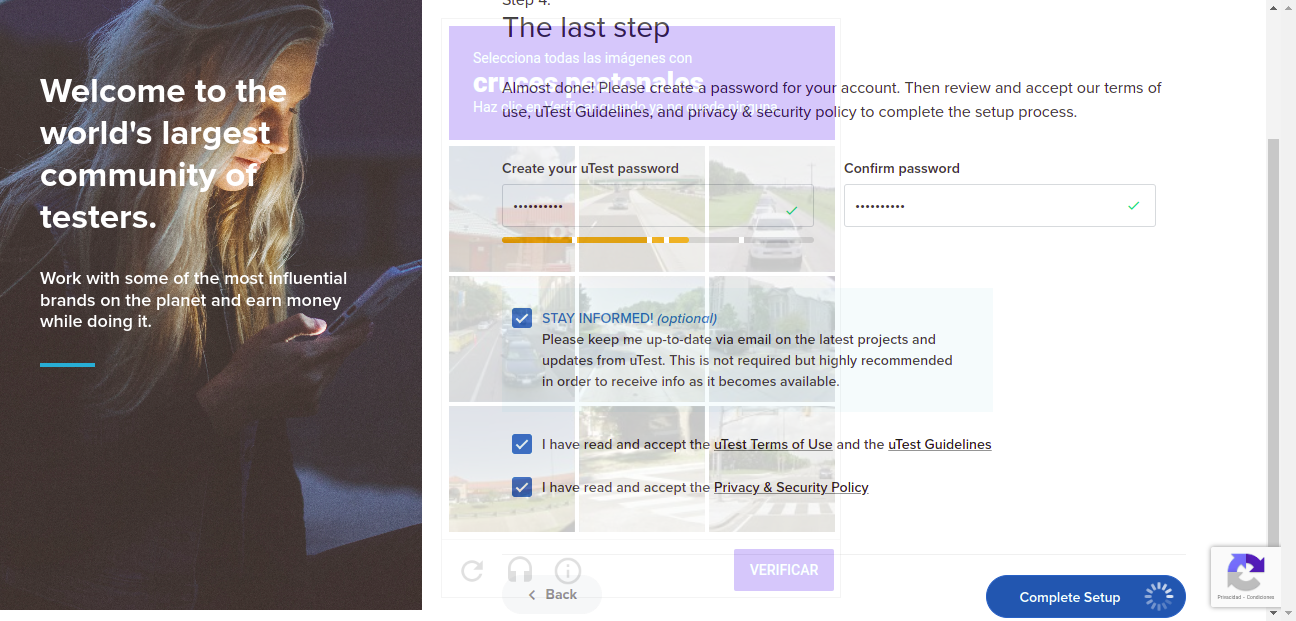 Step 4:
The last step
Welcome to the
world's largest
community of
testers.
Work with some of the most influential
brands on the planet and earn money
while doing it.
Selecciona todas las imágenes con
cruces peatonales
Haz clic en Verificar cuando ya no quede ninguna.
Almost done! Please create a password for your account. Then review and accept our terms of
use, uTest Guidelines, and privacy & security policy to complete the setup process.
Create your uTest password
Confirm password
••••••••••
••••••••••
STAY INFORMED! (optional)
Please keep me up-to-date via email on the latest projects and
updates from uTest. This is not required but highly recommended
in order to receive info as it becomes available.
I have read and accept the uTest Terms of Use and the uTest Guidelines
I have read and accept the Privacy & Security Policy
VERIFICAR
Back
Complete Setup
Privacidad - Condiciones